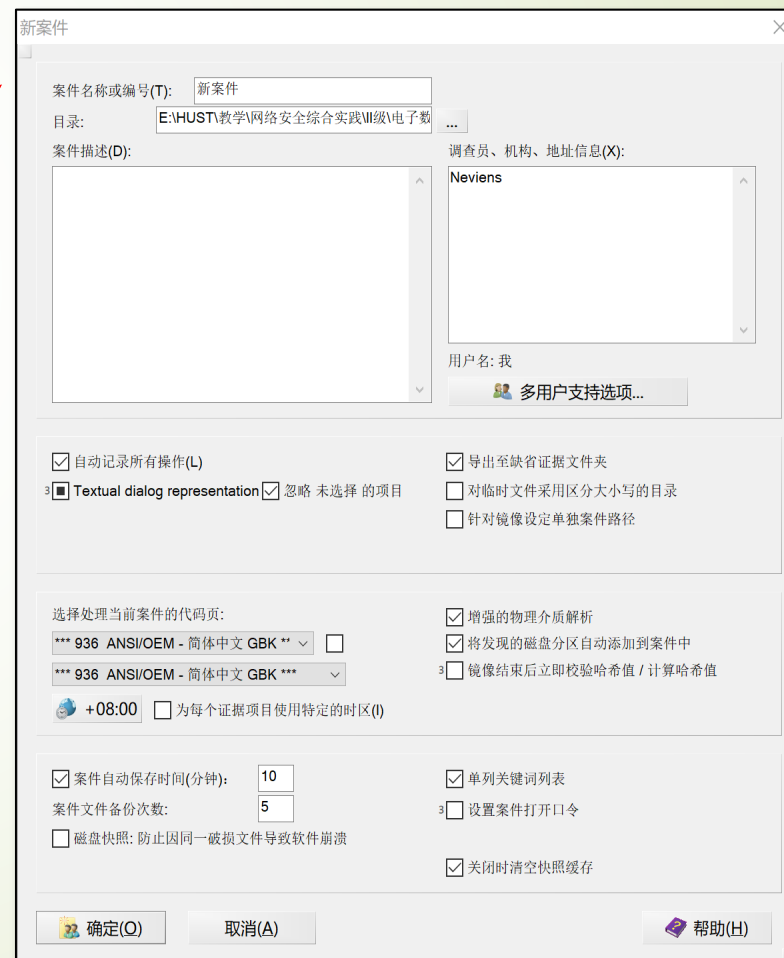 新案件
案件名称或编号(T): 新案件
目录: E:\HUST\教学\网络安全综合实践\II级\电子数 ...
案件描述(D):
调查员、机构、地址信息(X):
Neviens
用户名: 我
多用户支持选项...
自动记录所有操作(L)
3 Textual dialog representation 忽略 未选择 的项目
导出至缺省证据文件夹
对临时文件采用区分大小写的目录
针对镜像设定单独案件路径
选择处理当前案件的代码页:
*** 936 ANSI/OEM - 简体中文 GBK **
*** 936 ANSI/OEM - 简体中文 GBK ***
+08:00 为每个证据项目使用特定的时区(I)
增强的物理介质解析
将发现的磁盘分区自动添加到案件中
3 镜像结束后立即校验哈希值 / 计算哈希值
案件自动保存时间(分钟): 10
案件文件备份次数: 5
磁盘快照: 防止因同一破损文件导致软件崩溃
单列关键词列表
3 设置案件打开口令
关闭时清空快照缓存
确定(O)
取消(A)
帮助(H)